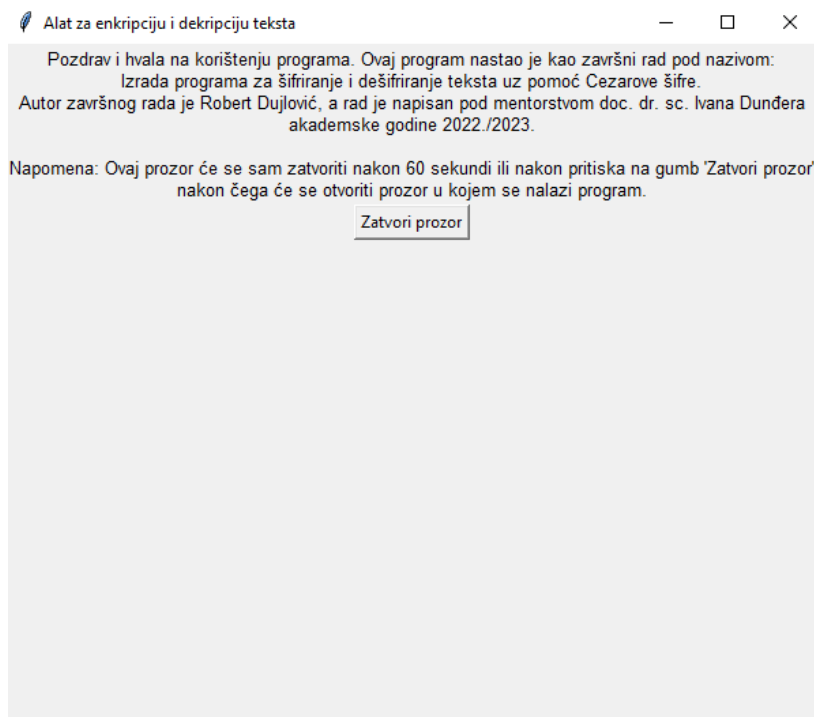 Alat za enkripciju i dekripciju teksta
Pozdrav i hvala na korištenju programa. Ovaj program nastao je kao završni rad pod nazivom:
Izrada programa za šifriranje i dešifriranje teksta uz pomoć Cezarove šifre.
Autor završnog rada je Robert Dujlović, a rad je napisan pod mentorstvom doc. dr. sc. Ivana Dunđera
akademske godine 2022./2023.
Napomena: Ovaj prozor će se sam zatvoriti nakon 60 sekundi ili nakon pritiska na gumb 'Zatvori prozor'
nakon čega će se otvoriti prozor u kojem se nalazi program.
Zatvori prozor